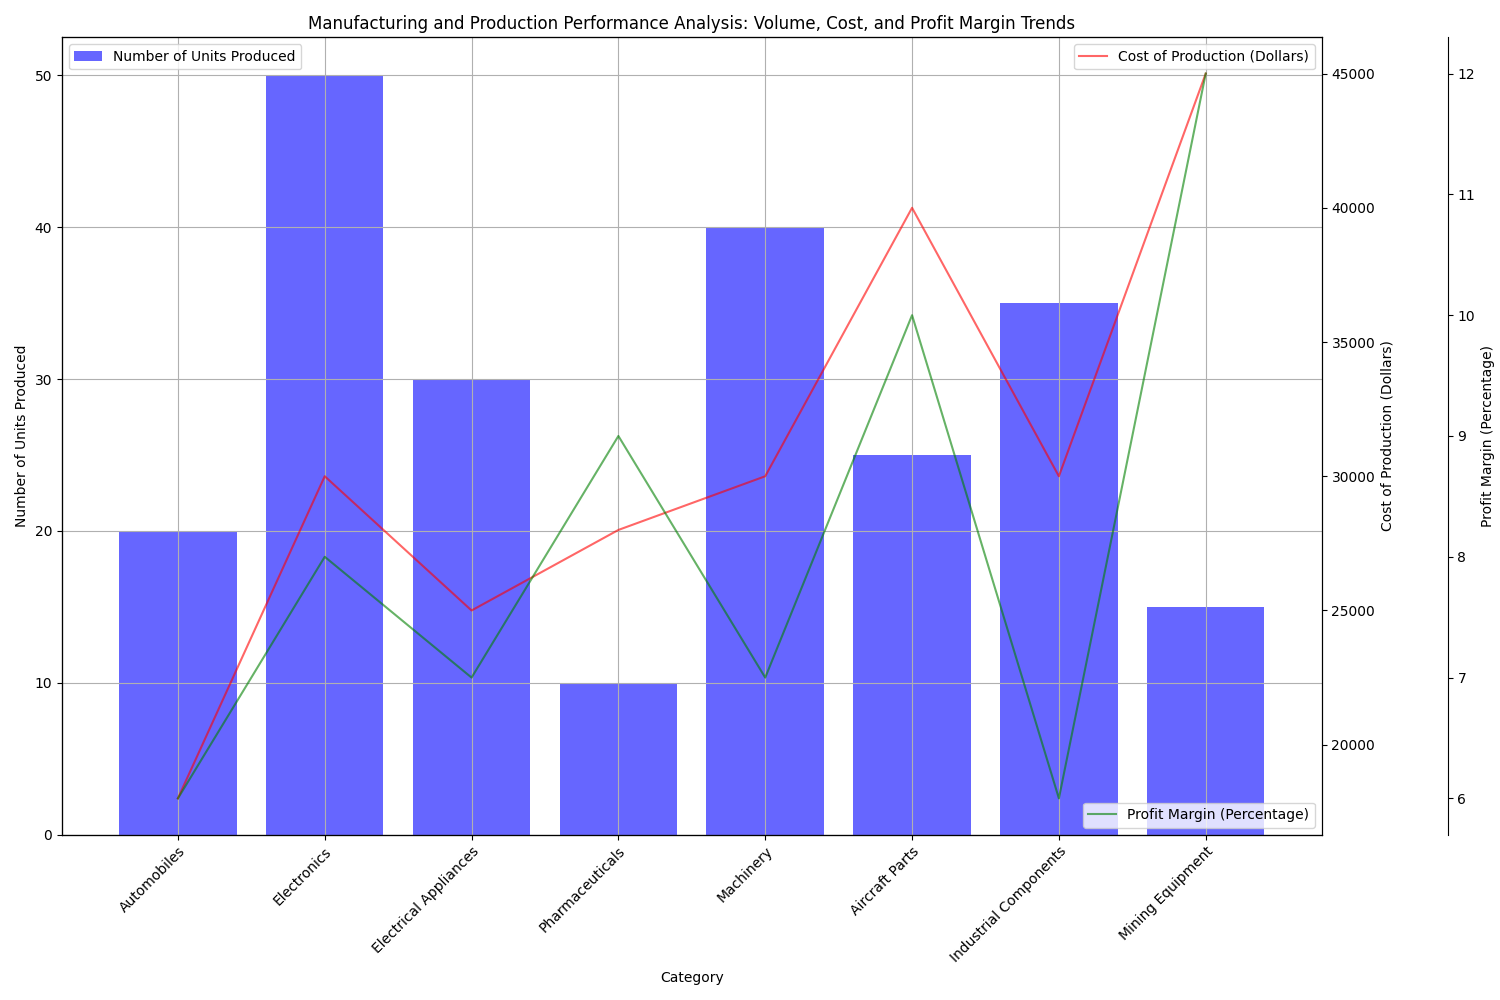 Manufacturing and Production Performance Analysis: Volume, Cost, and Profit Margin Trends
Number of Units Produced
Cost of Production (Dollars)
Profit Margin (Percentage)
Number of Units Produced
50
40
30
20
10
0
45000
40000
35000
30000
25000
20000
Cost of Production (Dollars)
12
11
10
9
8
7
6
Profit Margin (Percentage)
Automobiles
Electronics
Electrical Appliances
Pharmaceuticals
Machinery
Aircraft Parts
Industrial Components
Mining Equipment
Category